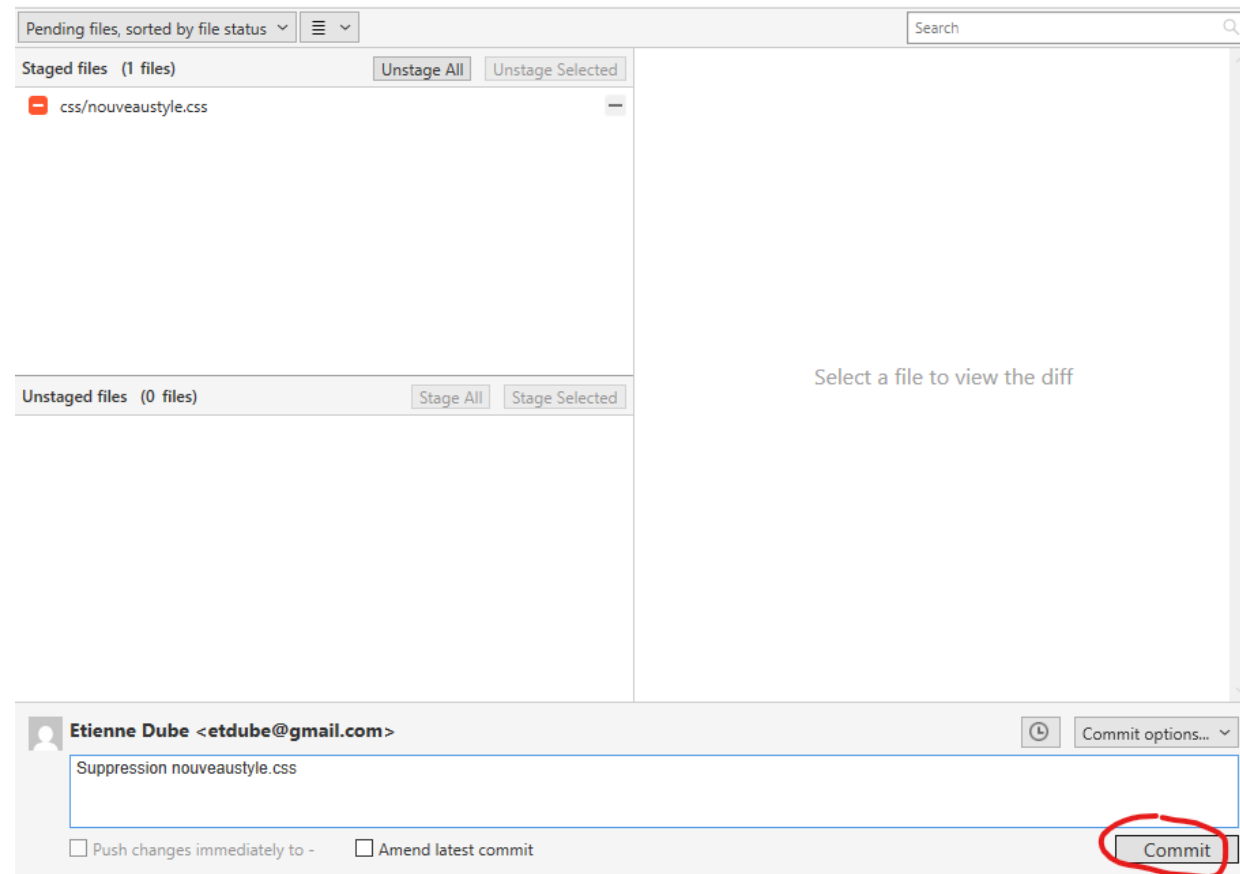 Pending files, sorted by file status
Search
Staged files (1 files)
Unstage All
Unstage Selected
css/nouveaustyle.css
Select a file to view the diff
Unstaged files (0 files)
Stage All
Stage Selected
Etienne Dube <etdube@gmail.com>
Commit options...
Suppression nouveaustyle.css
Push changes immediately to -
Amend latest commit
Commit